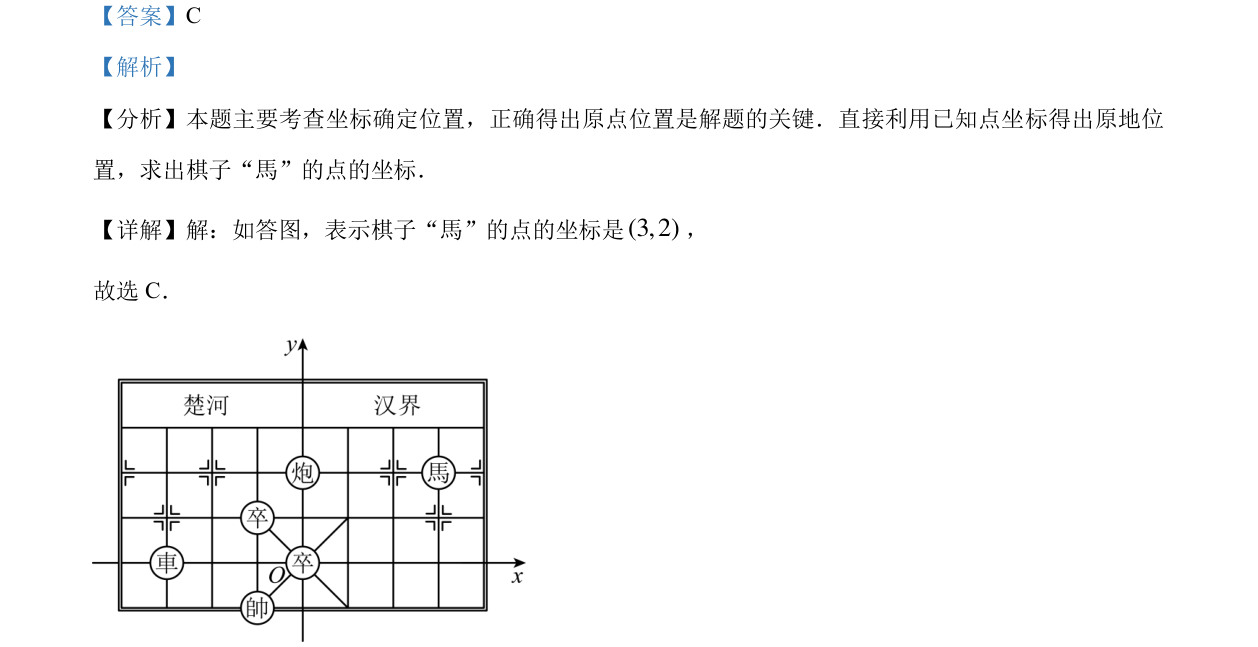 【答案】C
【解析】
【分析】本题主要考查坐标确定位置，正确得出原点位置是解题的关键．直接利用已知点坐标得出原地位
置，求出棋子“馬”的点的坐标．
【详解】解：如答图，表示棋子“馬”的点的坐标是(3,2)，
故选 C．
y
楚河 汉界
炮 馬
卒
車 O 卒 x
帥